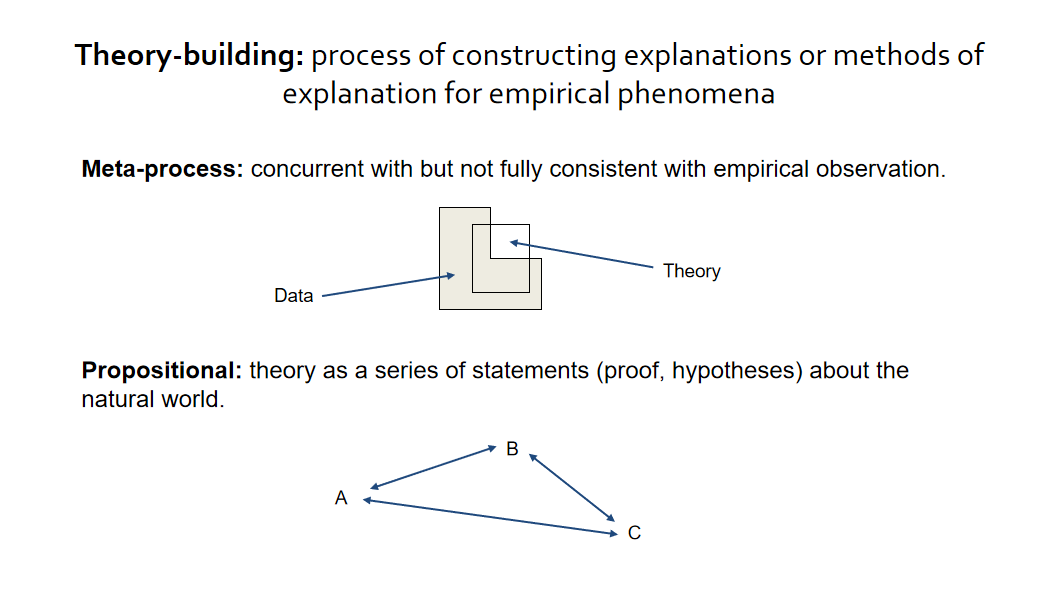 Theory-building: process of constructing explanations or methods of
explanation for empirical phenomena
Meta-process: concurrent with but not fully consistent with empirical observation.
Theory
Data
Propositional: theory as a series of statements (proof, hypotheses) about the
natural world.
B
A
C